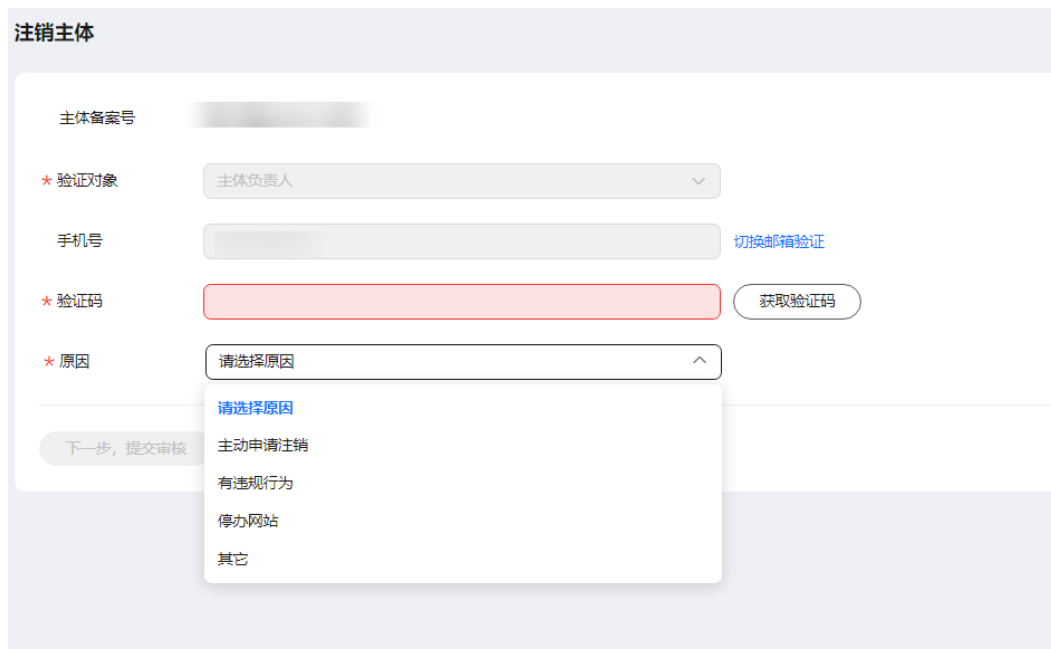 注销主体
主体备案号
* 验证对象 主体负责人
手机号 切换邮箱验证
* 验证码 获取验证码
* 原因 请选择原因
请选择原因
下一步，提交审核 主动申请注销
有违规行为
停办网站
其它